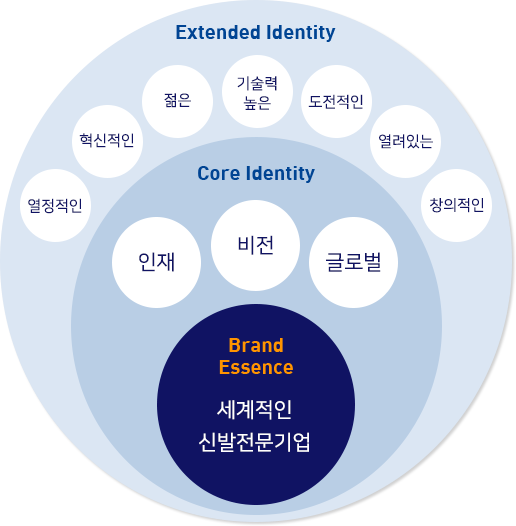 Extended Identity
열정적인
혁신적인
젊은
기술력
높은
도전적인
열려있는
창의적인
Core Identity
인재
비전
글로벌
Brand
Essence
세계적인
신발전문기업